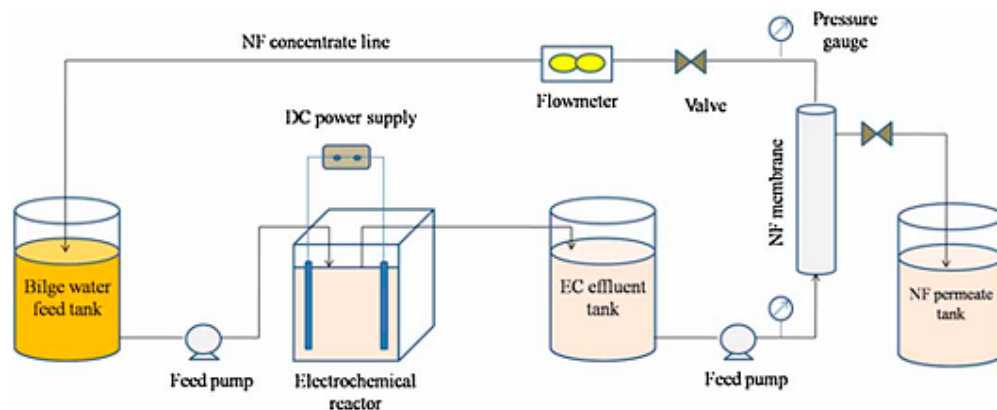 Pressure
gauge
NF concentrate line
Flowmeter
Valve
DC power supply
NF membrane
Bilge water
feed tank
EC effluent
tank
NF permeate
tank
Feed pump
Electrochemical
reactor
Feed pump